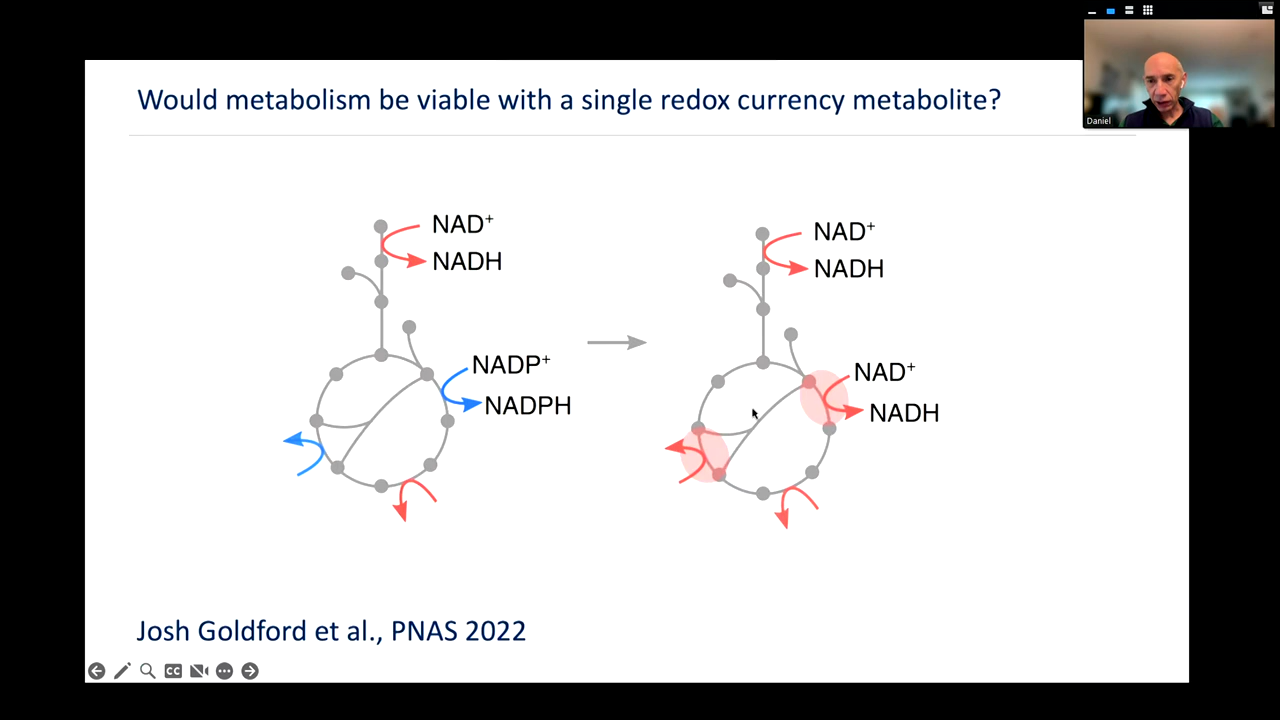 Would metabolism be viable with a single redox currency metabolite?
Daniel
NAD⁺
NADH
NADP⁺
NADPH
NAD⁺
NADH
NAD⁺
NADH
Josh Goldford et al., PNAS 2022
CC